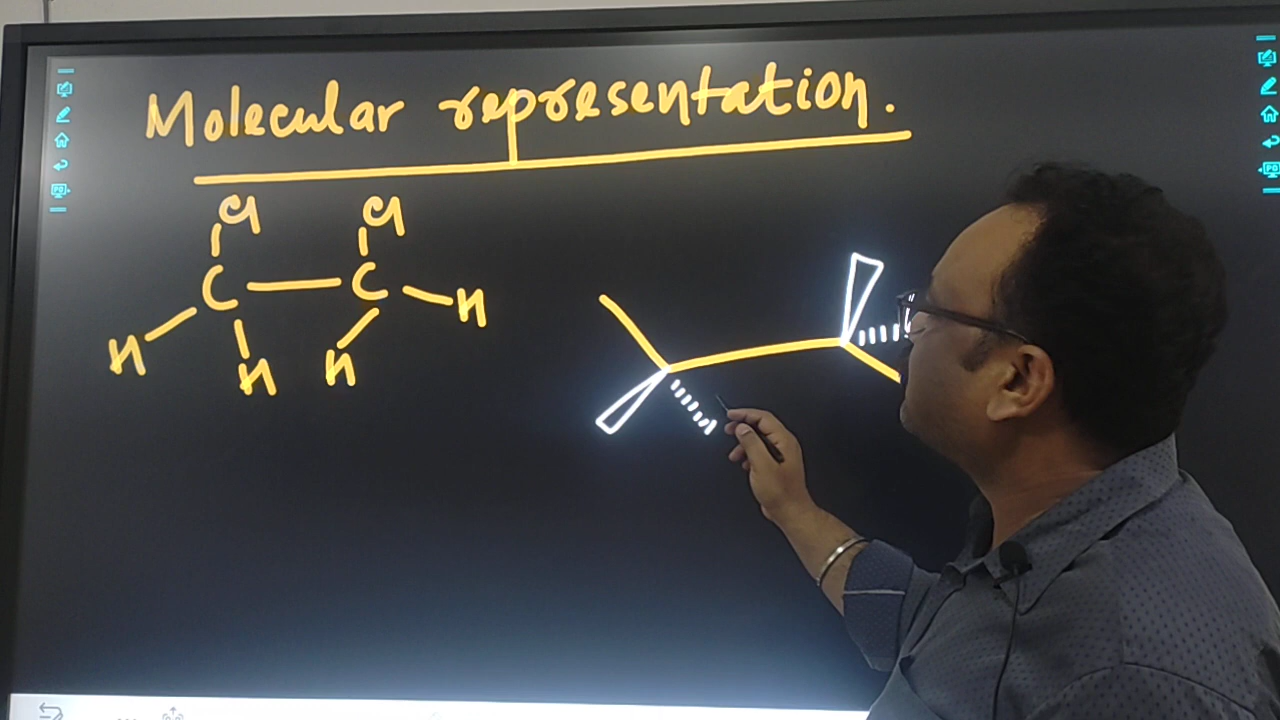 Molecular representation.
Cl Cl
C C H
H H H